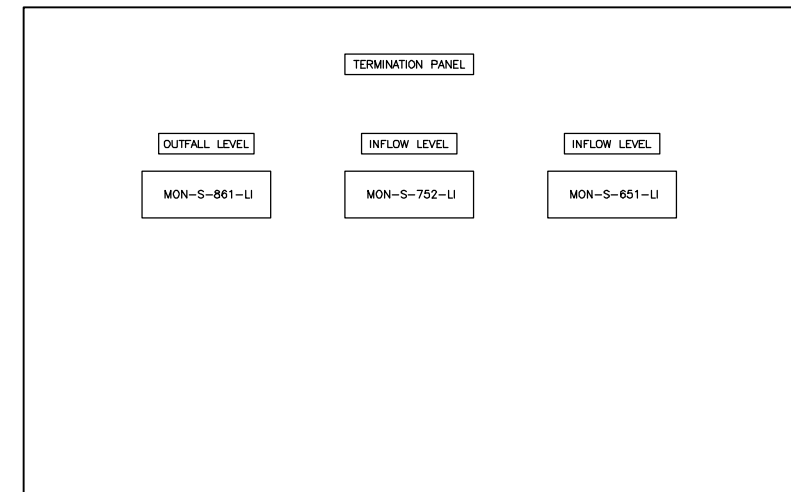 TERMINATION PANEL
OUTFALL LEVEL
INFLOW LEVEL
INFLOW LEVEL
MON-S-861-LI
MON-S-752-LI
MON-S-651-LI